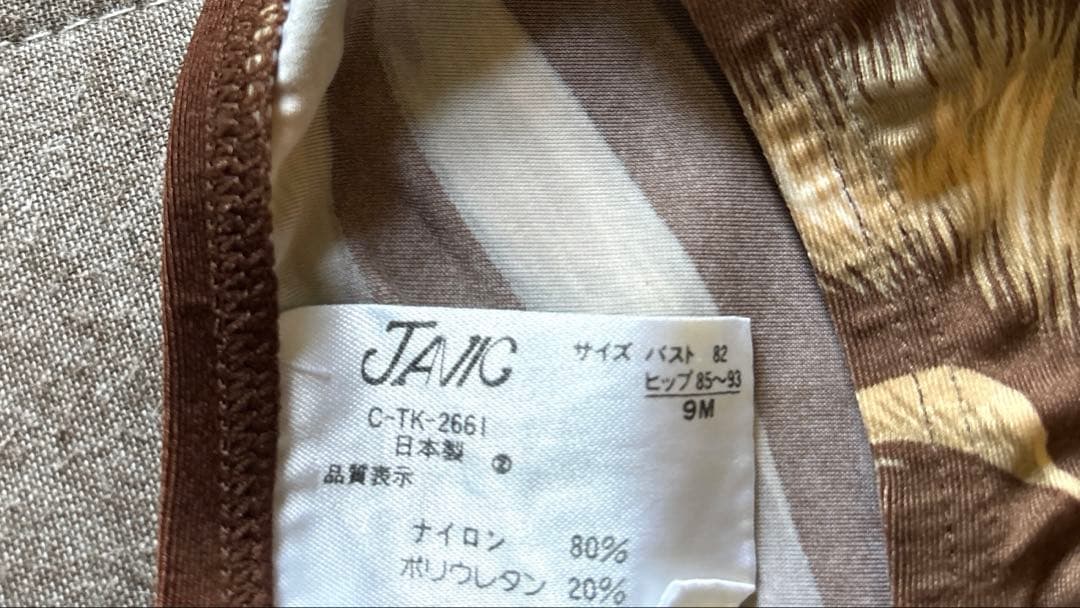 JAVIC
サイズ バスト 82
ヒップ 85～93
9M
C-TK-2661
日本製 ②
品質表示
ナイロン 80%
ポリウレタン 20%